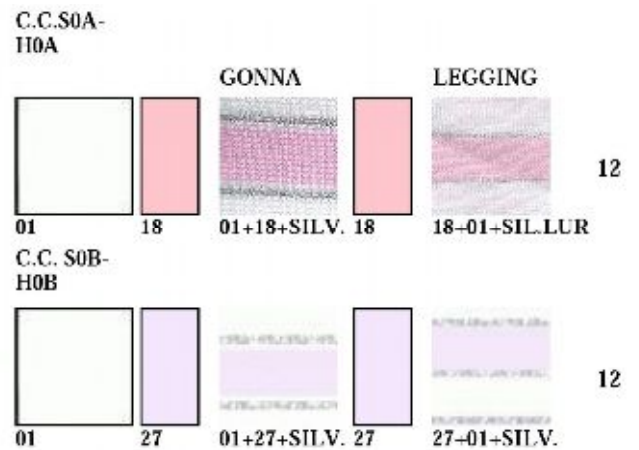 C.C.S0A-
H0A
GONNA LEGGING
12
01 18 01+18+SILV. 18 18+01+SIL.LUR
C.C. S0B-
H0B
12
01 27 01+27+SILV. 27 27+01+SILV.